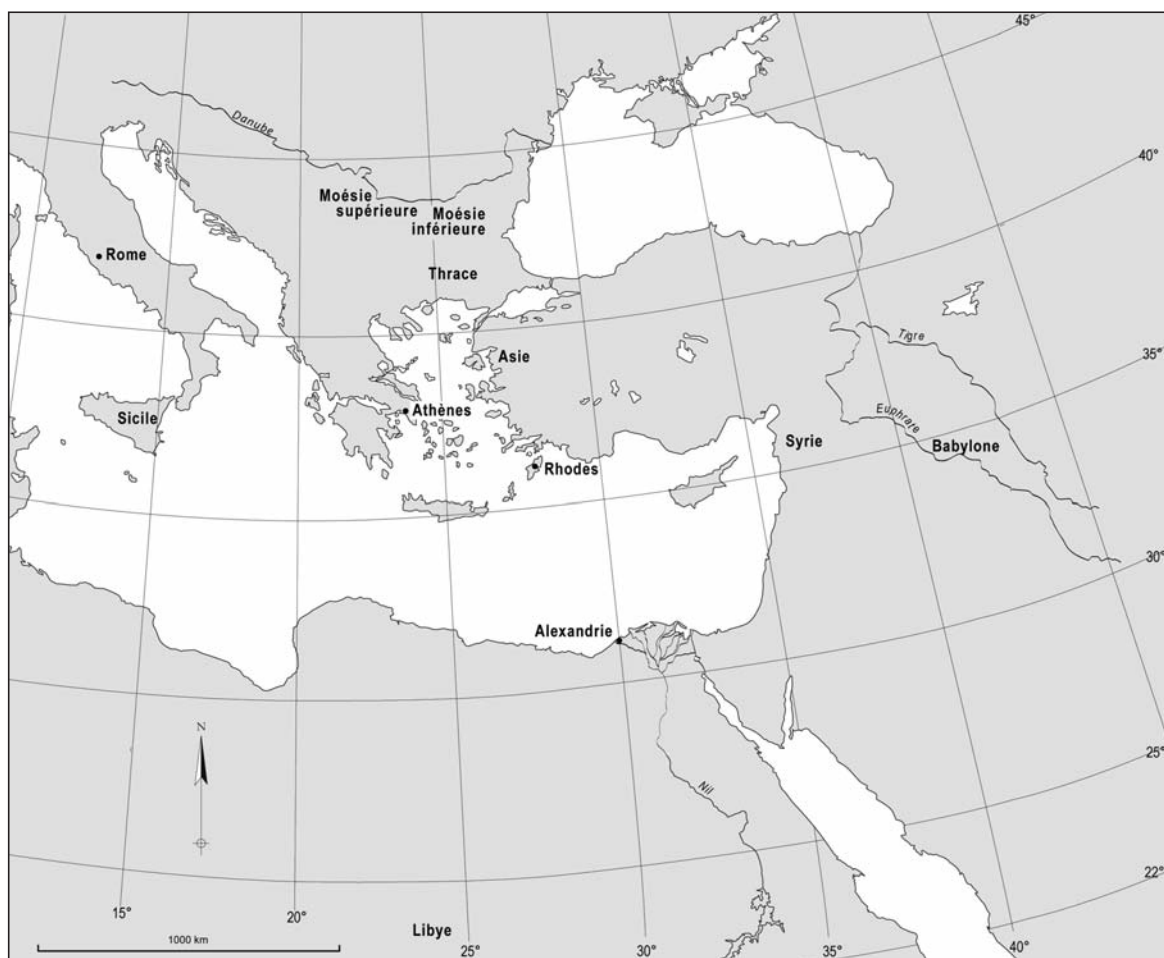 45°
Danube
40°
Moésie
supérieure
Moésie
inférieure
Rome
Thrace
Tigre
35°
Asie
Sicile
Athènes
Euphrate
Syrie
Babylone
Rhodes
30°
Alexandrie
N
25°
Nil
22°
15°
20°
Libye
25°
30°
35°
40°
1000 km